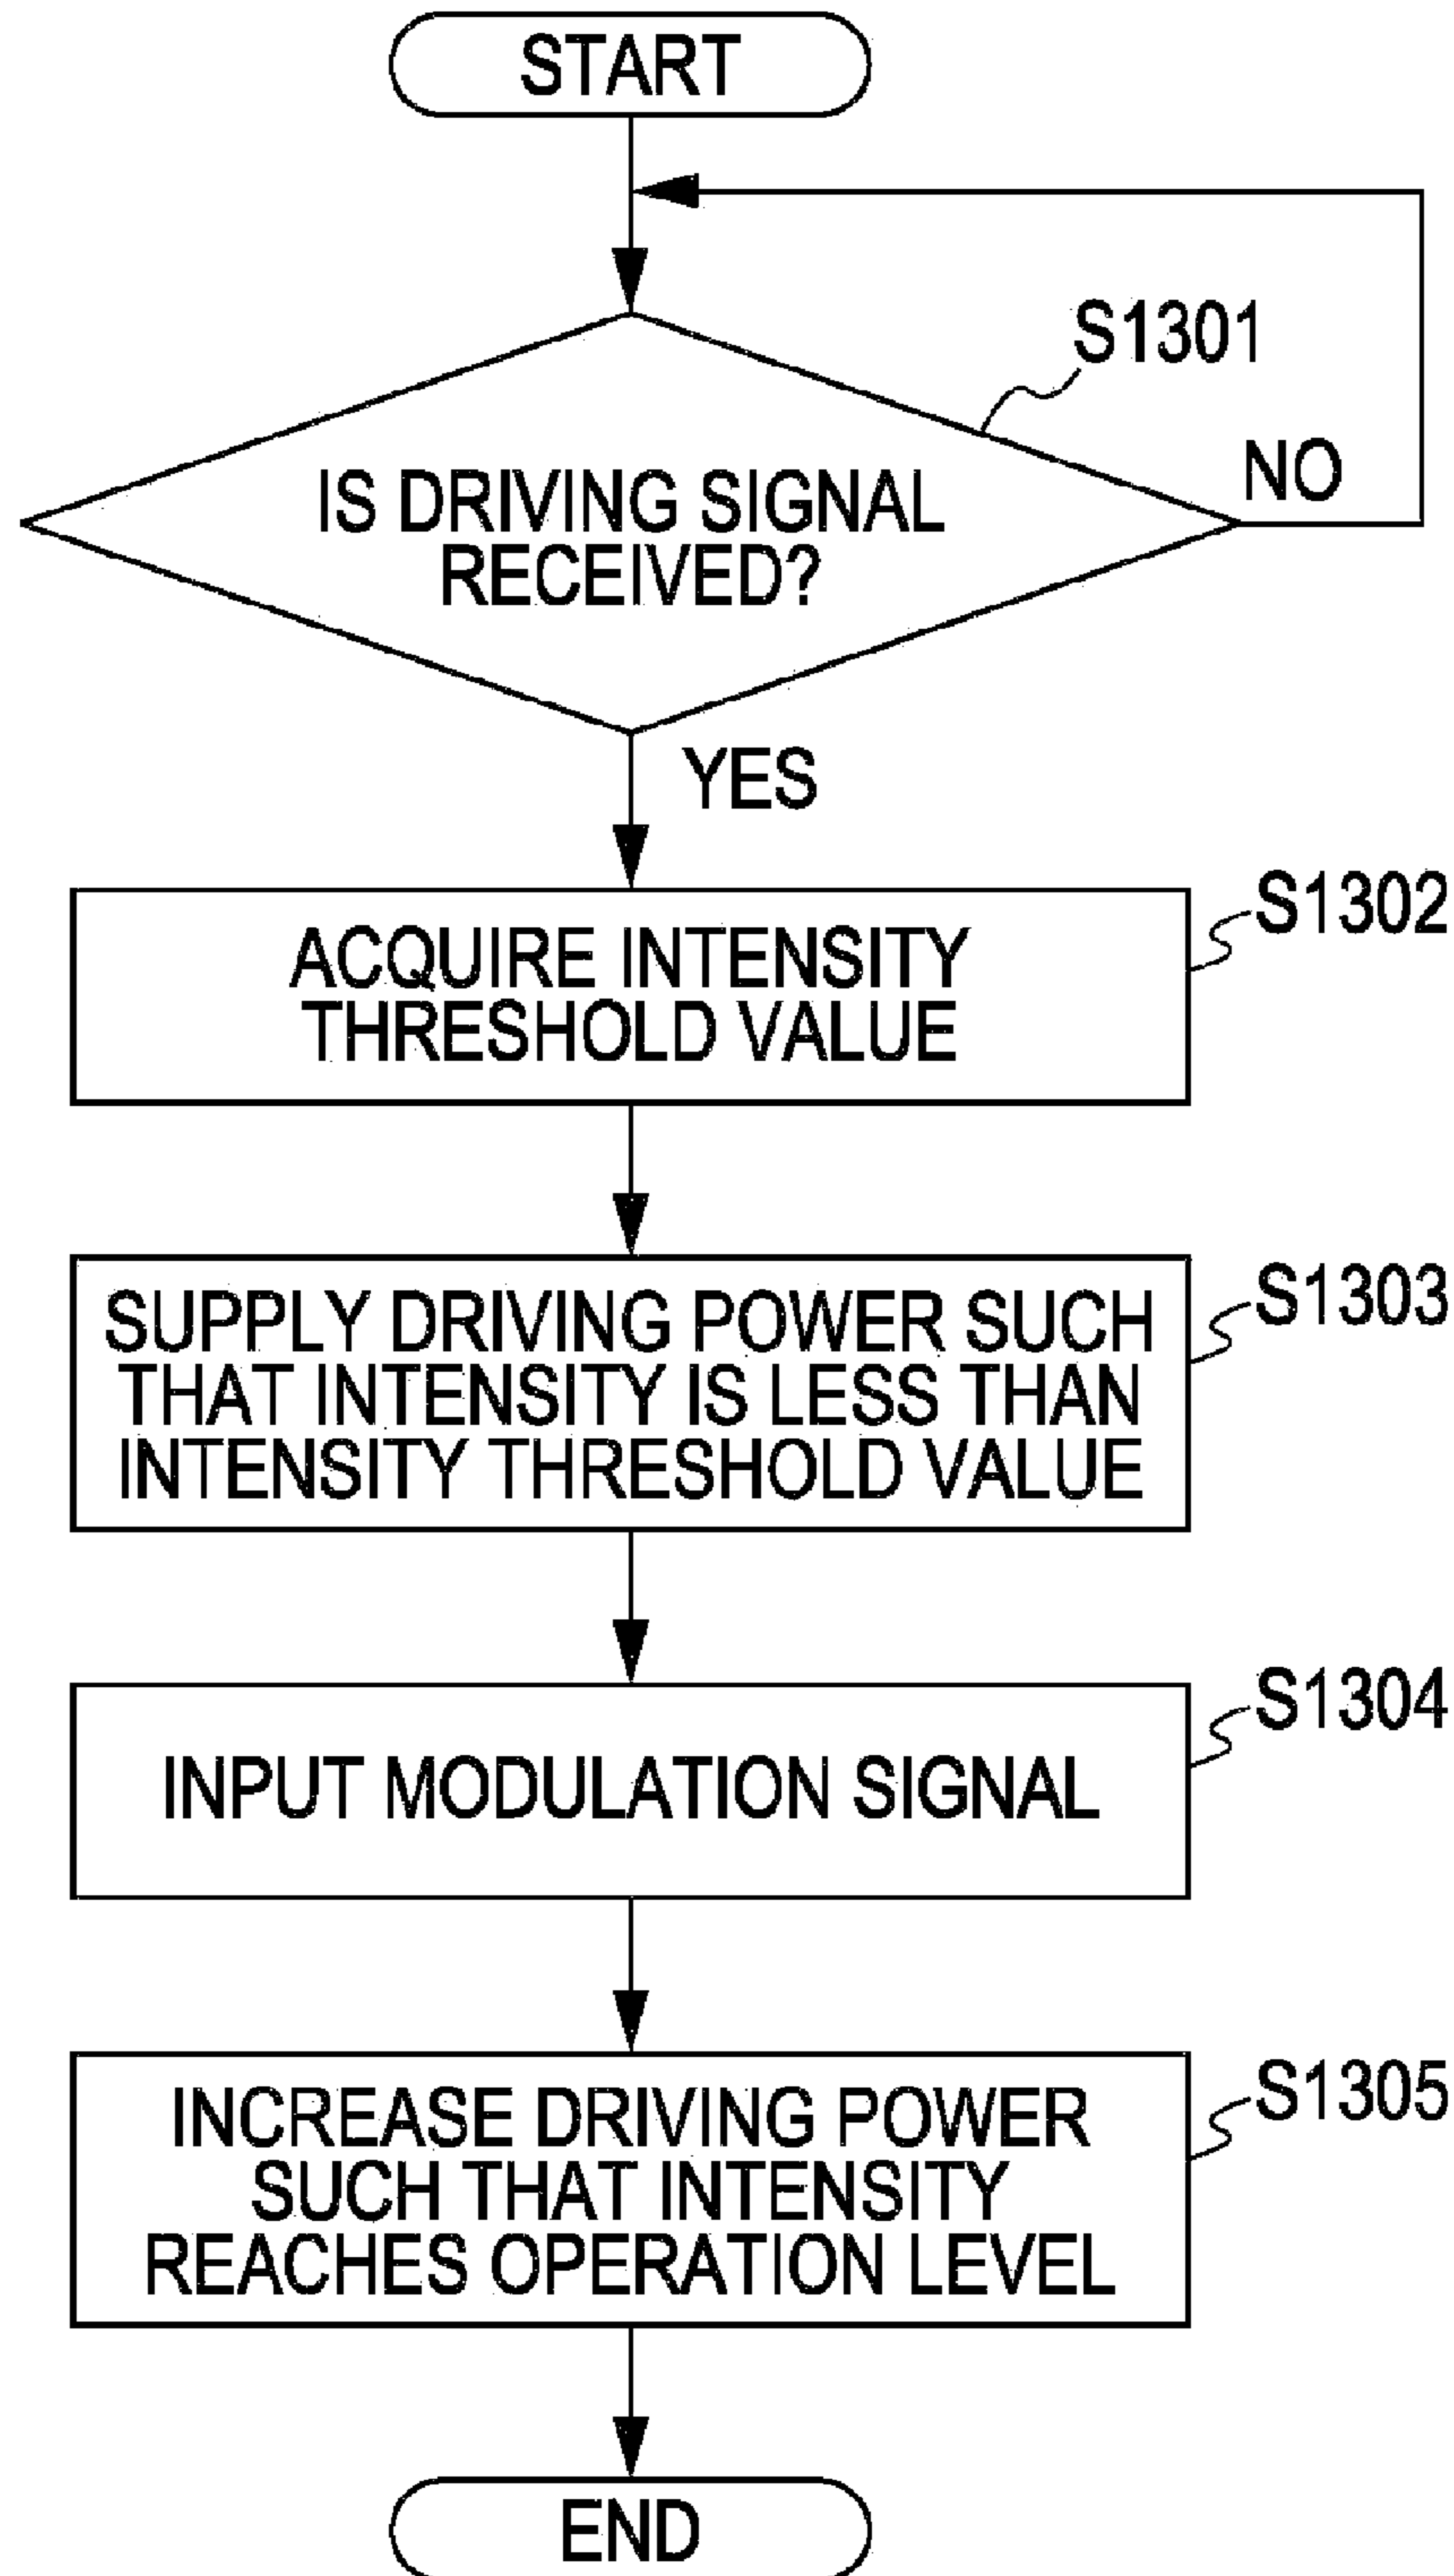 START
S1301
IS DRIVING SIGNAL
RECEIVED?
NO
YES
S1302
ACQUIRE INTENSITY
THRESHOLD VALUE
S1303
SUPPLY DRIVING POWER SUCH
THAT INTENSITY IS LESS THAN
INTENSITY THRESHOLD VALUE
S1304
INPUT MODULATION SIGNAL
S1305
INCREASE DRIVING POWER
SUCH THAT INTENSITY
REACHES OPERATION LEVEL
END